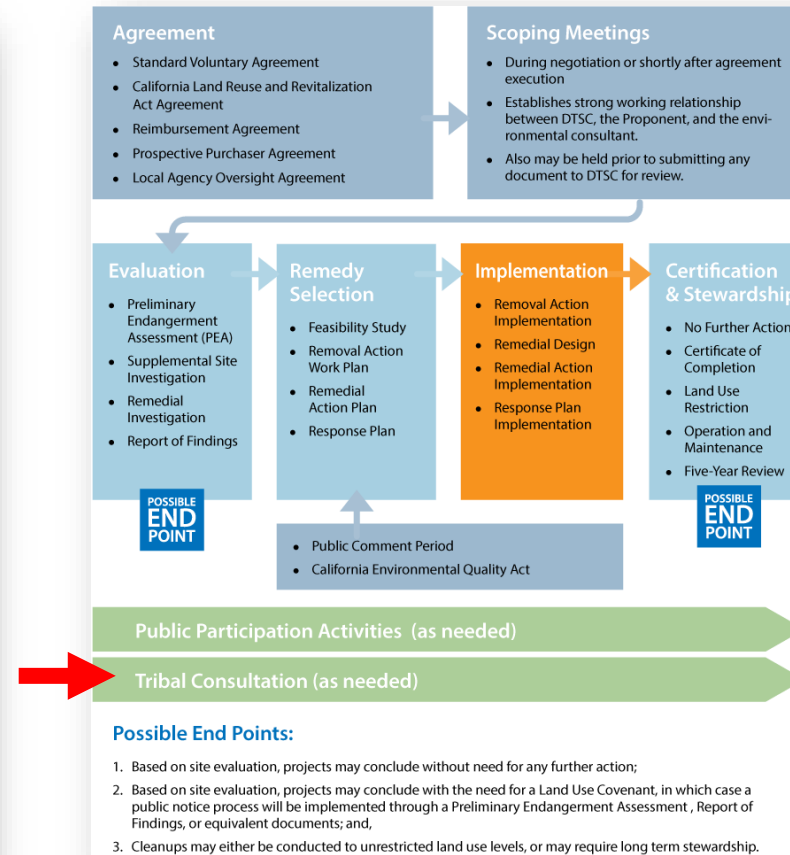 Agreement
• Standard Voluntary Agreement
• California Land Reuse and Revitalization
Act Agreement
• Reimbursement Agreement
• Prospective Purchaser Agreement
• Local Agency Oversight Agreement
Scoping Meetings
• During negotiation or shortly after agreement
execution
• Establishes strong working relationship
between DTSC, the Proponent, and the envi-
ronmental consultant.
• Also may be held prior to submitting any
document to DTSC for review.
Evaluation
• Preliminary
Endangerment
Assessment (PEA)
• Supplemental Site
Investigation
• Remedial
Investigation
• Report of Findings
POSSIBLE
END
POINT
Remedy
Selection
• Feasibility Study
• Removal Action
Work Plan
• Remedial
Action Plan
• Response Plan
Implementation
• Removal Action
Implementation
• Remedial Design
• Remedial Action
Implementation
• Response Plan
Implementation
Certification
& Stewardship
• No Further Action
• Certificate of
Completion
• Land Use
Restriction
• Operation and
Maintenance
• Five-Year Review
POSSIBLE
END
POINT
• Public Comment Period
• California Environmental Quality Act
Public Participation Activities (as needed)
Tribal Consultation (as needed)
Possible End Points:
1. Based on site evaluation, projects may conclude without need for any further action;
2. Based on site evaluation, projects may conclude with the need for a Land Use Covenant, in which case a
public notice process will be implemented through a Preliminary Endangerment Assessment , Report of
Findings, or equivalent documents; and,
3. Cleanups may either be conducted to unrestricted land use levels, or may require long term stewardship.